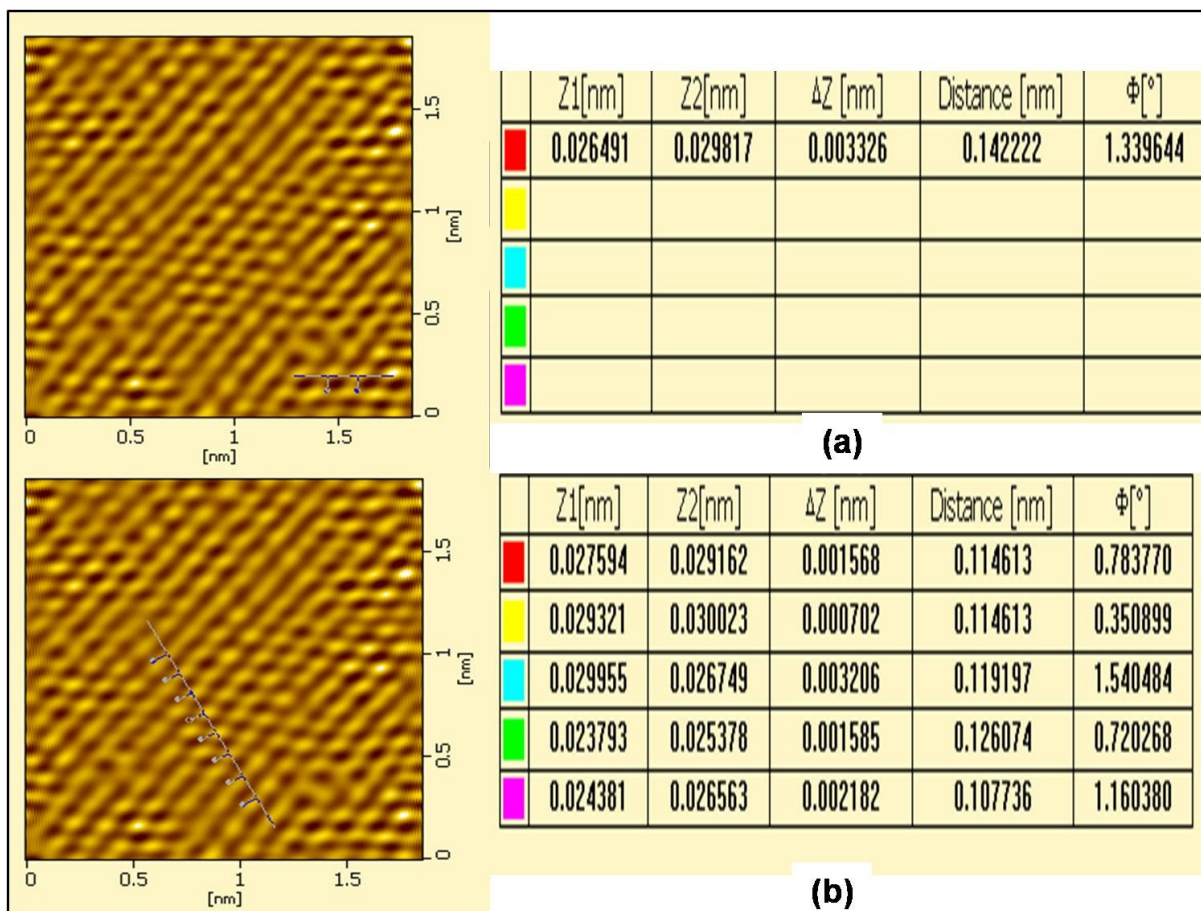 Z1[nm] Z2[nm] ΔZ [nm] Distance [nm] Φ[°]
0.026491 0.029817 0.003326 0.142222 1.339644
1.5
1
[nm]
0.5
0
0 0.5 1 1.5
[nm]
(a)
Z1[nm] Z2[nm] ΔZ [nm] Distance [nm] Φ[°]
0.027594 0.029162 0.001568 0.114613 0.783770
0.029321 0.030023 0.000702 0.114613 0.350899
0.029955 0.026749 0.003206 0.119197 1.540484
0.023793 0.025378 0.001585 0.126074 0.720268
0.024381 0.026563 0.002182 0.107736 1.160380
1.5
1
[nm]
0.5
0
0 0.5 1 1.5
[nm]
(b)